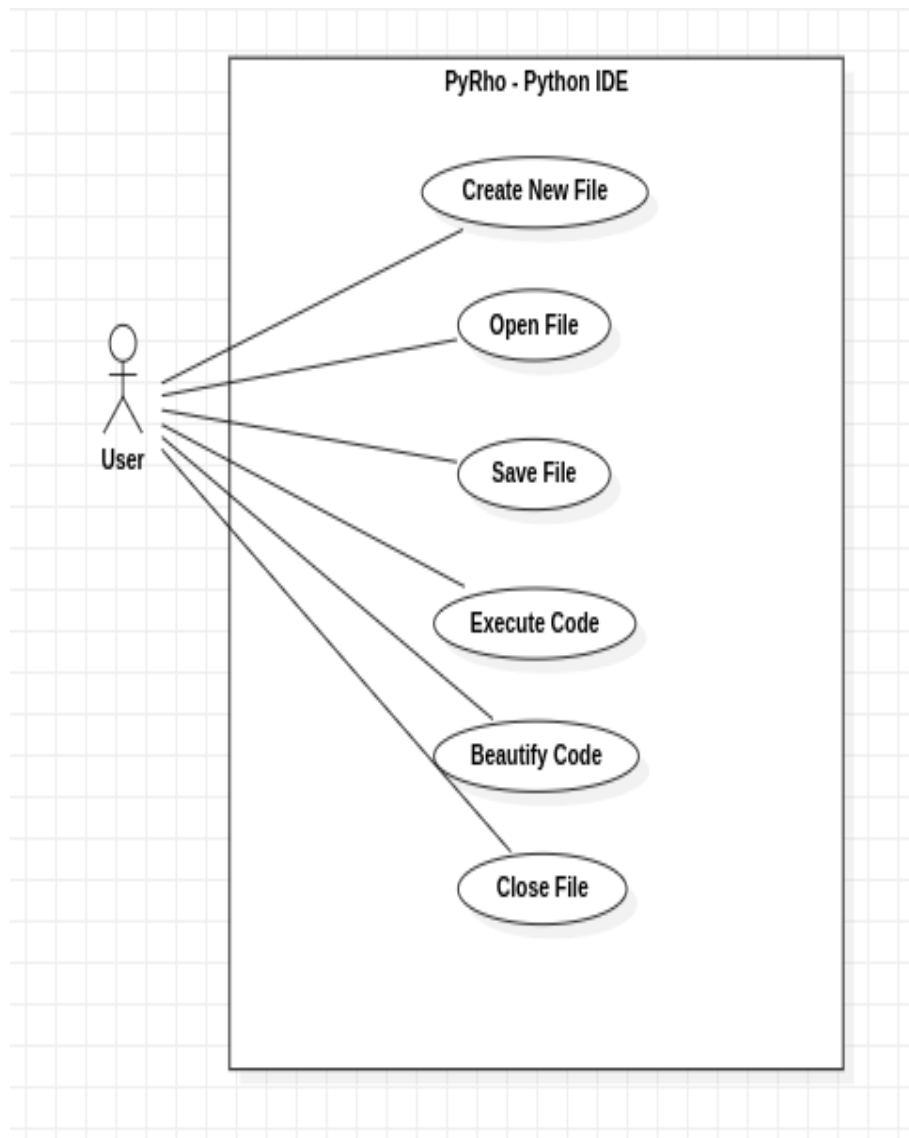 PyRho - Python IDE
Create New File
Open File
User
Save File
Execute Code
Beautify Code
Close File